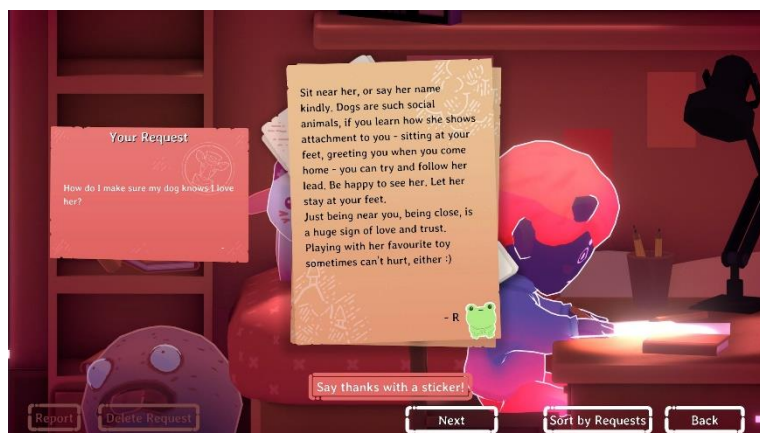 Your Request
How do I make sure my dog knows I love
her?
Sit near her, or say her name
kindly. Dogs are such social
animals, if you learn how she shows
attachment to you - sitting at your
feet, greeting you when you come
home - you can try and follow her
lead. Be happy to see her. Let her
stay at your feet.
Just being near you, being close, is
a huge sign of love and trust.
Playing with her favourite toy
sometimes can't hurt, either :)
- R
Say thanks with a sticker!
Report
Delete Request
Next
Sort by Requests
Back